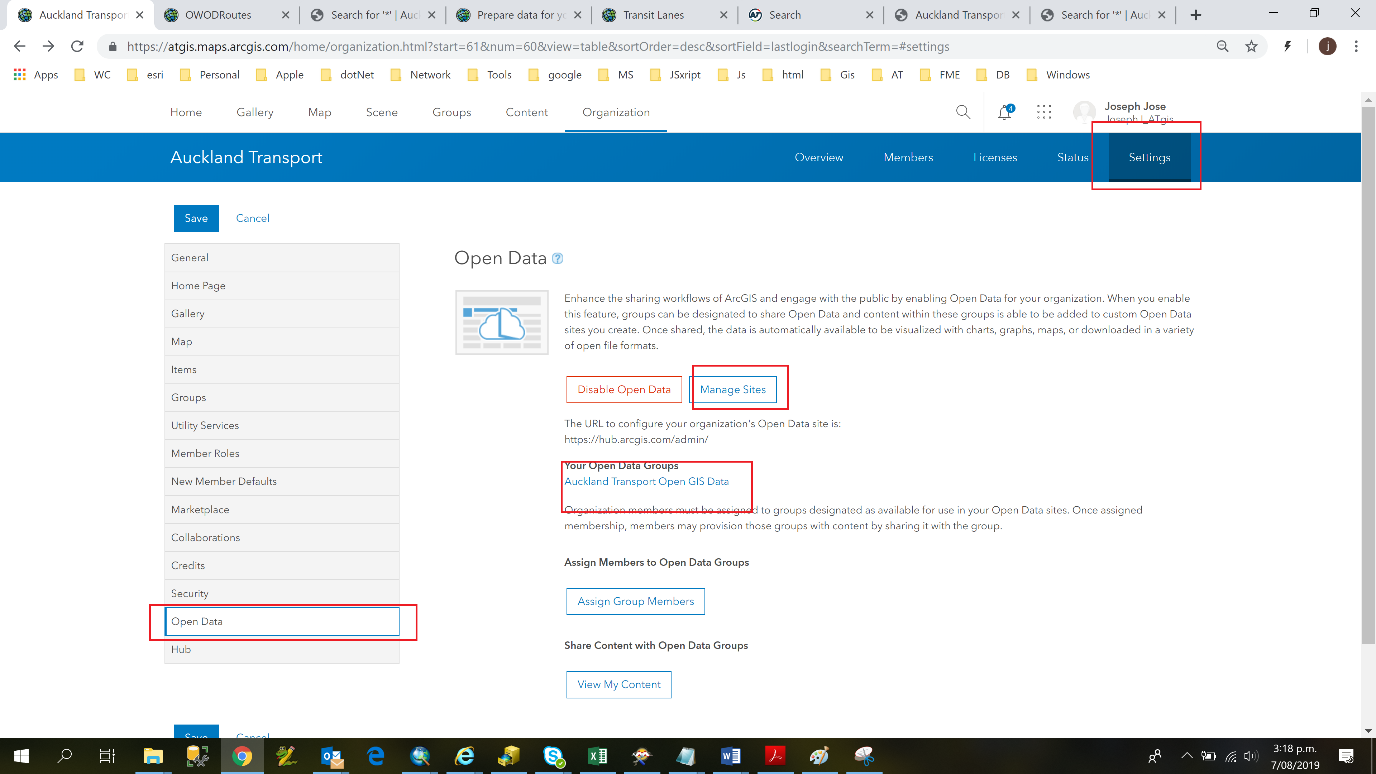 Auckland Transpor
OWODRoutes
Search for '*' | Auc
Prepare data for yo
Transit Lanes
Search
Auckland Transpor
Search for '*' | Auc
https://atgis.maps.arcgis.com/home/organization.html?start=61&num=60&view=table&sortOrder=desc&sortField=lastlogin&searchTerm=#settings
j
Apps WC esri Personal Apple dotNet Network Tools google MS JSxript Js html Gis AT FME DB Windows
Home Gallery Map Scene Groups Content Organization
4
Joseph Jose
Joseph_ATgis
Auckland Transport
Overview Members Licenses Status Settings
Save Cancel
General
Home Page
Gallery
Map
Items
Groups
Utility Services
Member Roles
New Member Defaults
Marketplace
Collaborations
Credits
Security
Open Data
Hub
Open Data ?
Enhance the sharing workflows of ArcGIS and engage with the public by enabling Open Data for your organization. When you enable
this feature, groups can be designated to share Open Data and content within these groups is able to be added to custom Open Data
sites you create. Once shared, the data is automatically available to be visualized with charts, graphs, maps, or downloaded in a variety
of open file formats.
Disable Open Data Manage Sites
The URL to configure your organization's Open Data site is:
https://hub.arcgis.com/admin/
Your Open Data Groups
Auckland Transport Open GIS Data
Organization members must be assigned to groups designated as available for use in your Open Data sites. Once assigned
membership, members may provision those groups with content by sharing it with the group.
Assign Members to Open Data Groups
Assign Group Members
Share Content with Open Data Groups
View My Content
Save Cancel
3:18 p.m.
7/08/2019